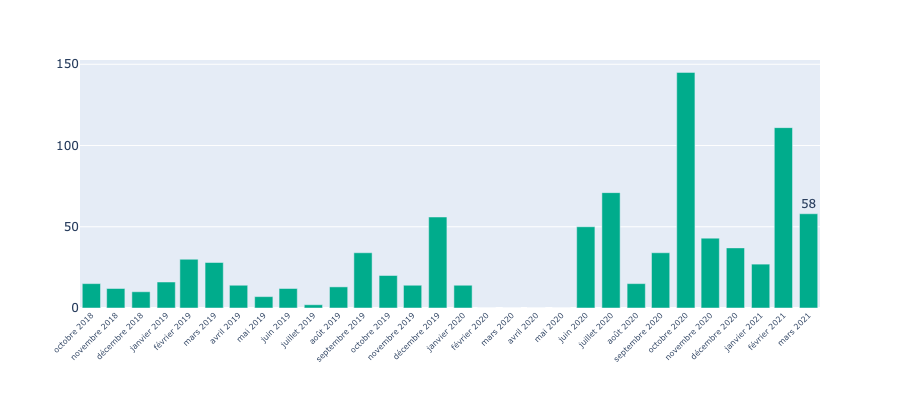 150
100
50
0
58
octobre 2018
novembre 2018
décembre 2018
janvier 2019
février 2019
mars 2019
avril 2019
mai 2019
juin 2019
juillet 2019
août 2019
septembre 2019
octobre 2019
novembre 2019
décembre 2019
janvier 2020
février 2020
mars 2020
avril 2020
mai 2020
juin 2020
juillet 2020
août 2020
septembre 2020
octobre 2020
novembre 2020
décembre 2020
janvier 2021
février 2021
mars 2021